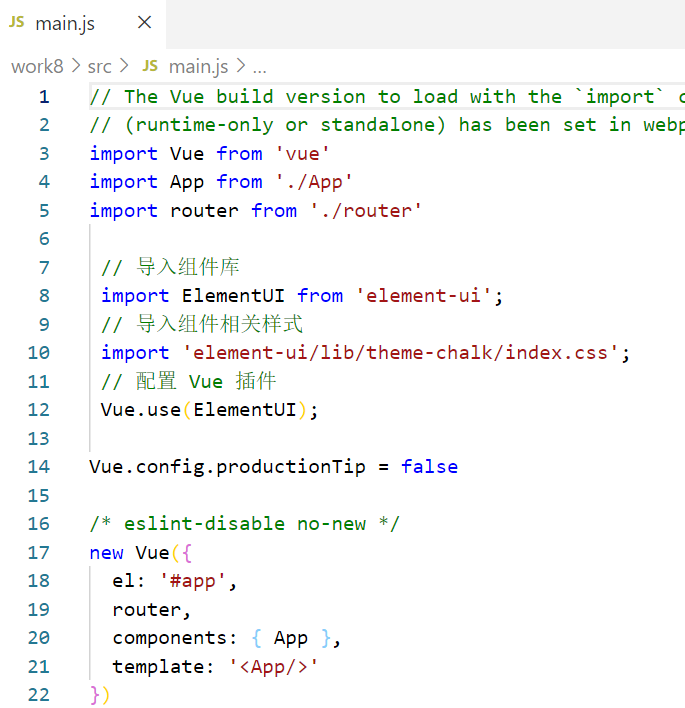 JS main.js ×
work8 > src > JS main.js > ...
1 // The Vue build version to load with the `import` c
2 // (runtime-only or standalone) has been set in webp
3 import Vue from 'vue'
4 import App from './App'
5 import router from './router'
6
7 // 导入组件库
8 import ElementUI from 'element-ui';
9 // 导入组件相关样式
10 import 'element-ui/lib/theme-chalk/index.css';
11 // 配置 Vue 插件
12 Vue.use(ElementUI);
13
14 Vue.config.productionTip = false
15
16 /* eslint-disable no-new */
17 new Vue({
18 el: '#app',
19 router,
20 components: { App },
21 template: '<App/>'
22 })